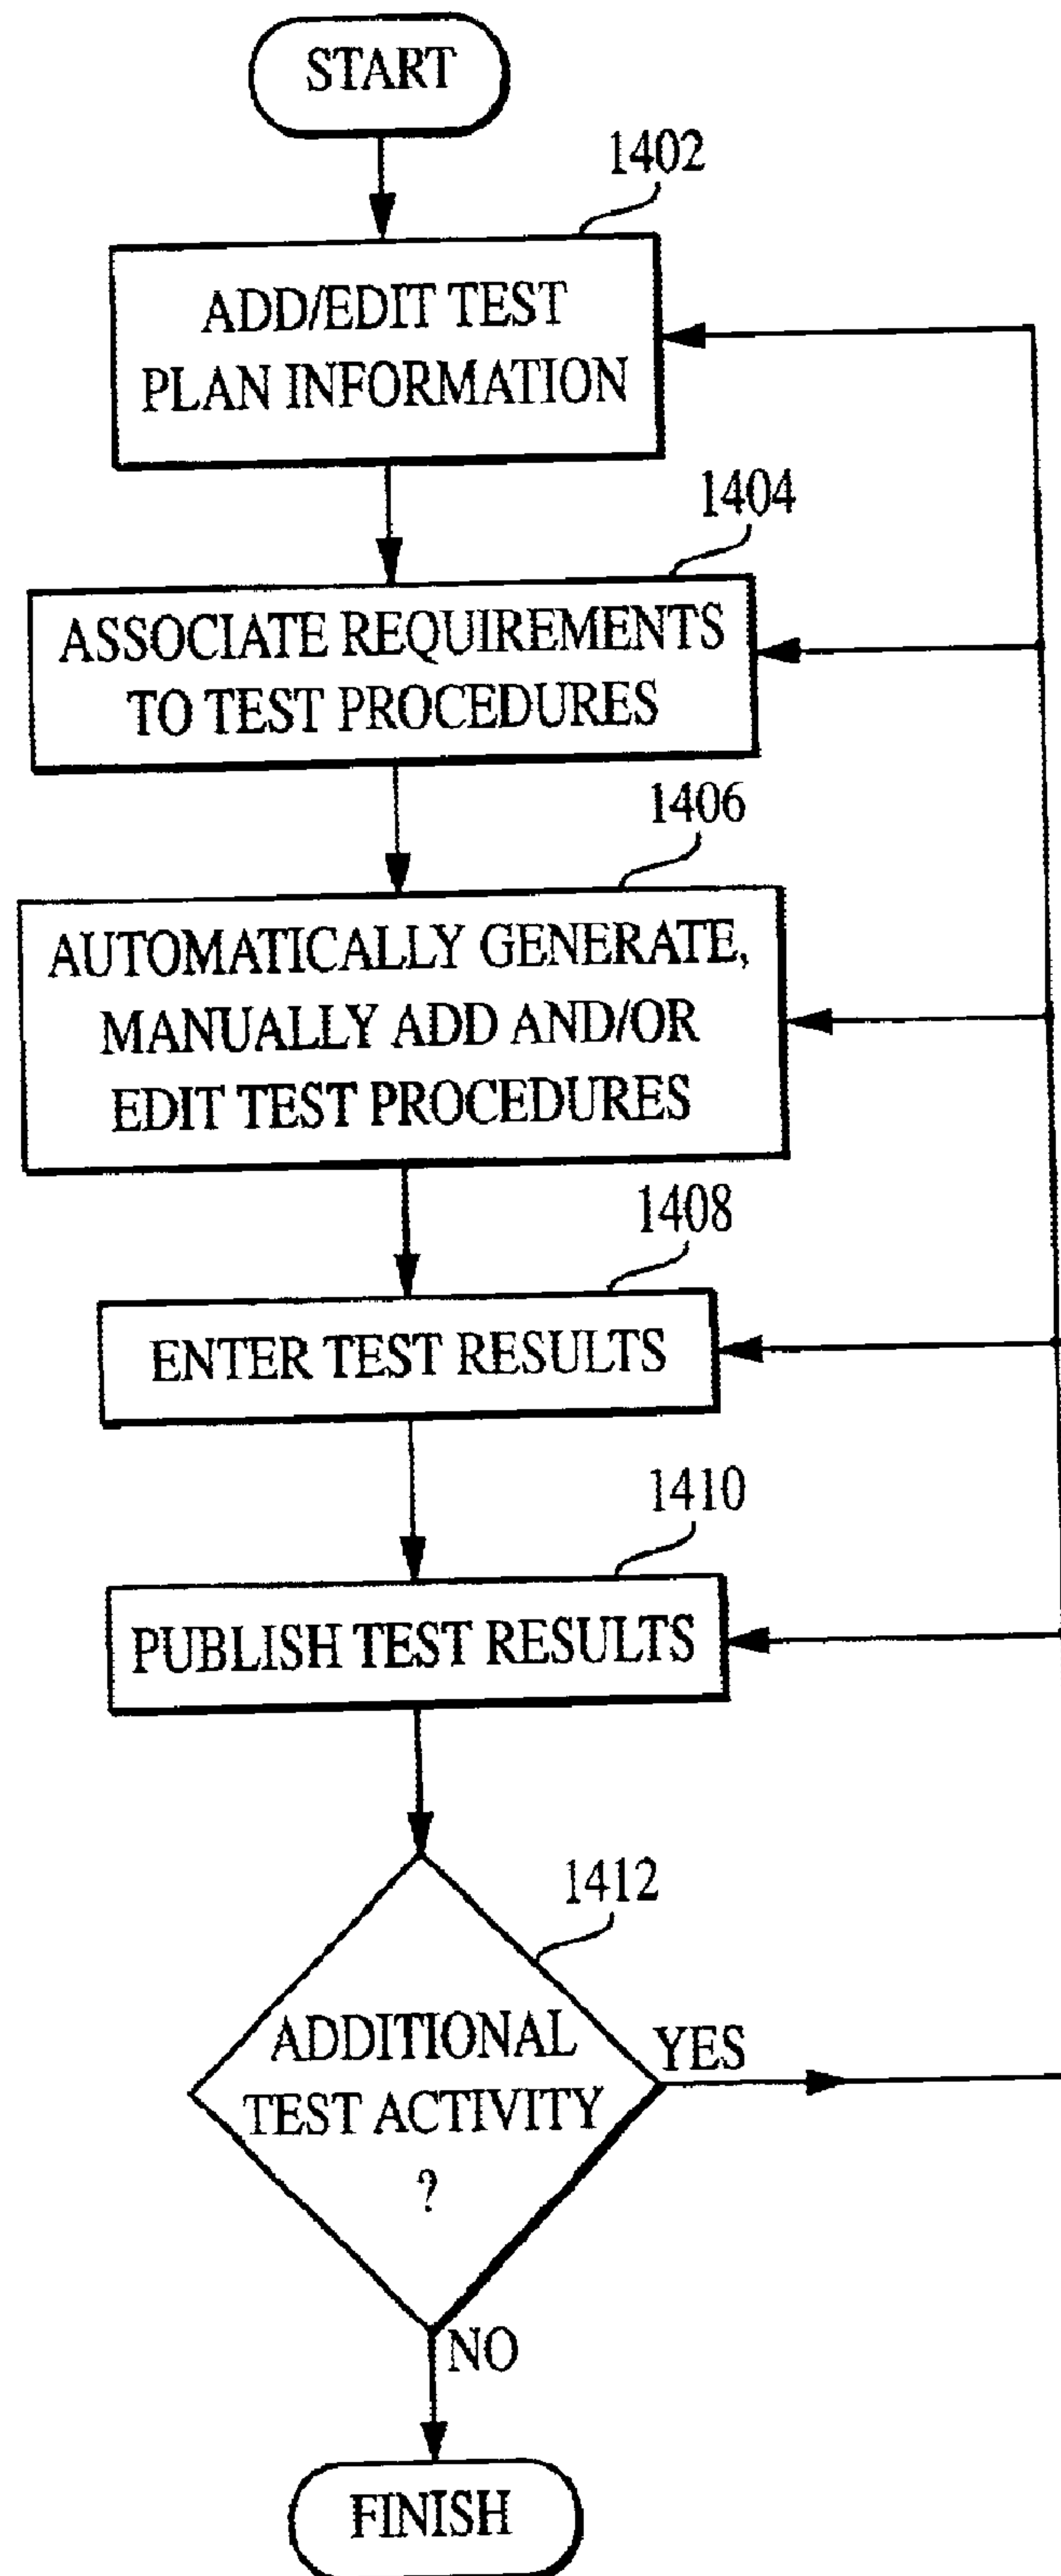 START
1402
ADD/EDIT TEST
PLAN INFORMATION
1404
ASSOCIATE REQUIREMENTS
TO TEST PROCEDURES
1406
AUTOMATICALLY GENERATE,
MANUALLY ADD AND/OR
EDIT TEST PROCEDURES
1408
ENTER TEST RESULTS
1410
PUBLISH TEST RESULTS
1412
ADDITIONAL
TEST ACTIVITY
?
YES
NO
FINISH